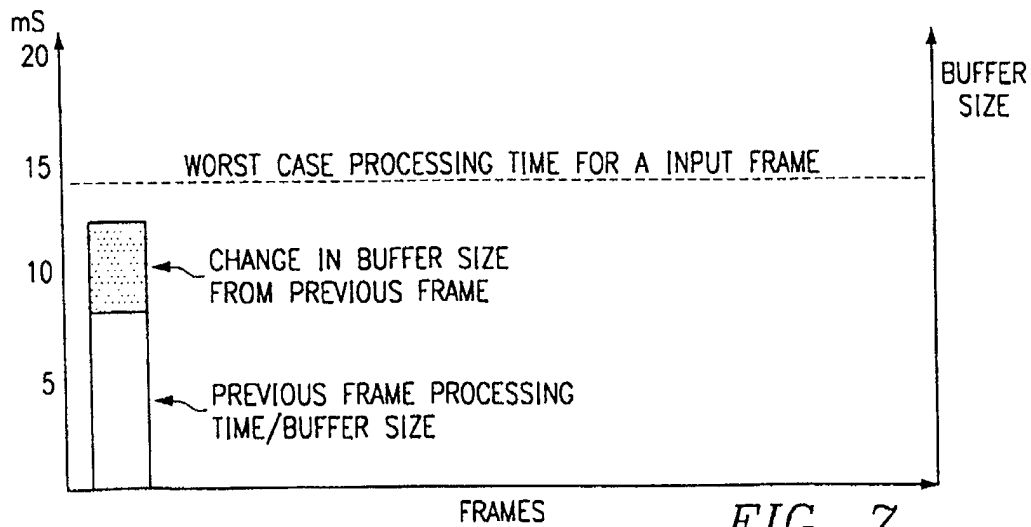 mS
20
BUFFER
SIZE
15
WORST CASE PROCESSING TIME FOR A INPUT FRAME
10
CHANGE IN BUFFER SIZE
FROM PREVIOUS FRAME
5
PREVIOUS FRAME PROCESSING
TIME/BUFFER SIZE
FRAMES
FIG. 7